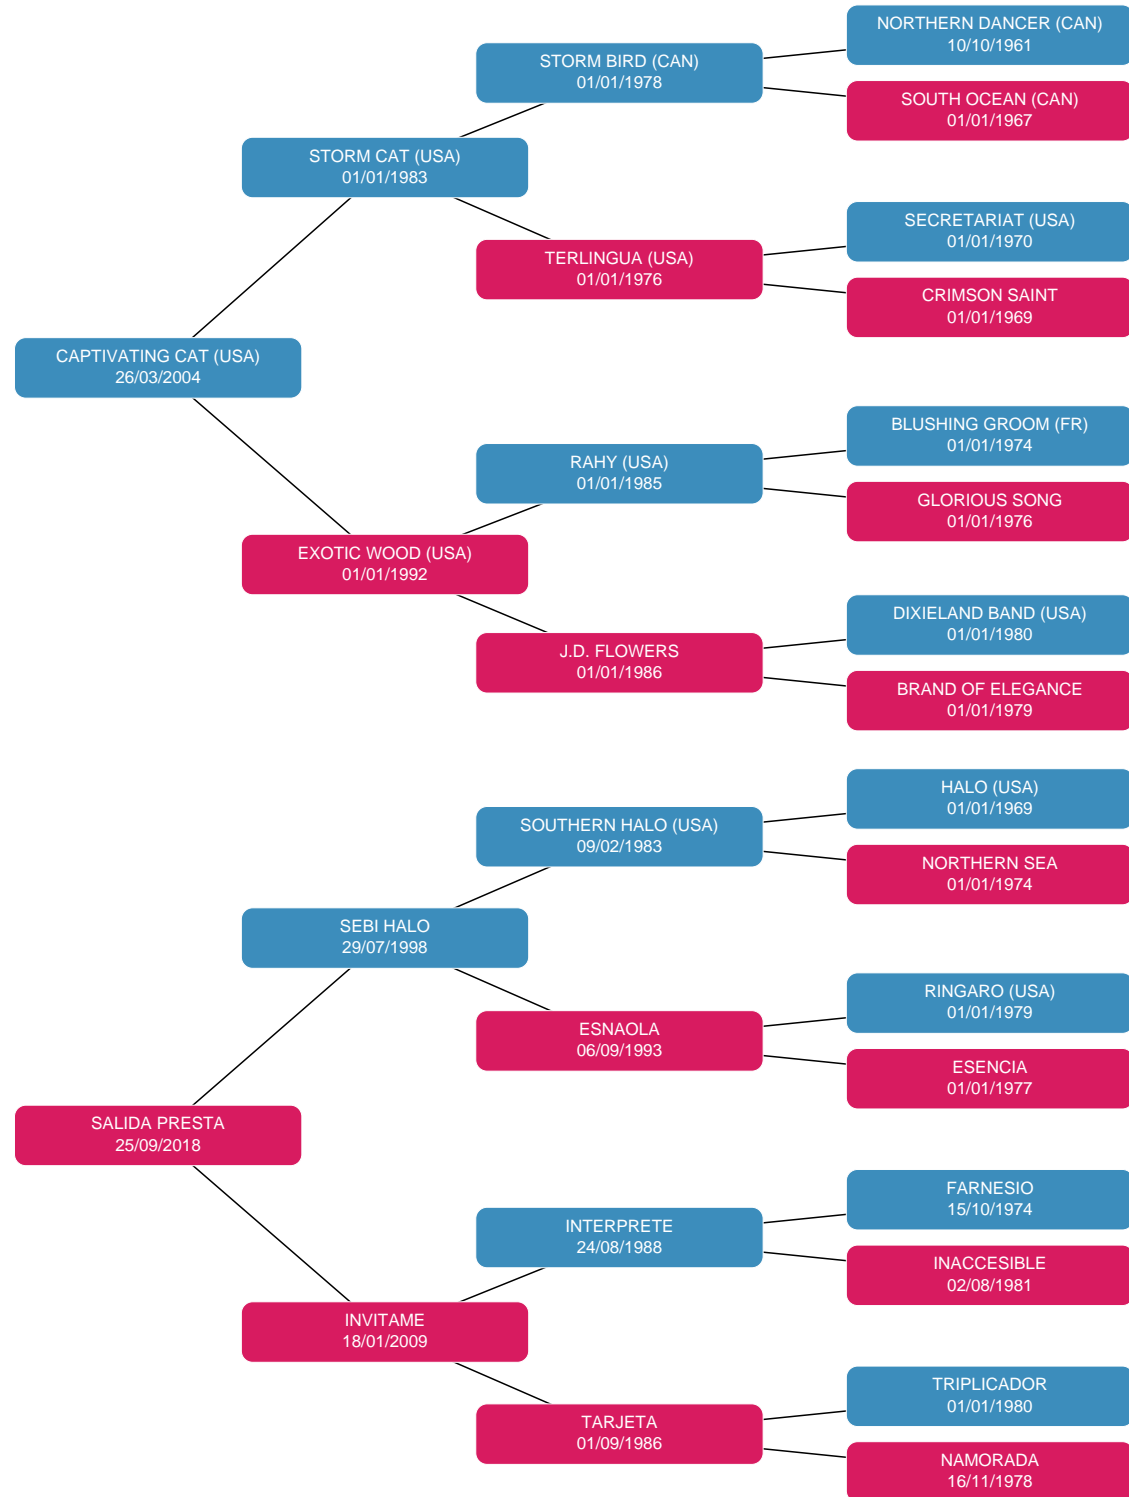 NORTHERN DANCER (CAN)
10/10/1961
STORM BIRD (CAN)
01/01/1978
SOUTH OCEAN (CAN)
01/01/1967
STORM CAT (USA)
01/01/1983
SECRETARIAT (USA)
01/01/1970
TERLINGUA (USA)
01/01/1976
CRIMSON SAINT
01/01/1969
CAPTIVATING CAT (USA)
26/03/2004
BLUSHING GROOM (FR)
01/01/1974
RAHY (USA)
01/01/1985
GLORIOUS SONG
01/01/1976
EXOTIC WOOD (USA)
01/01/1992
DIXIELAND BAND (USA)
01/01/1980
J.D. FLOWERS
01/01/1986
BRAND OF ELEGANCE
01/01/1979
HALO (USA)
01/01/1969
SOUTHERN HALO (USA)
09/02/1983
NORTHERN SEA
01/01/1974
SEBI HALO
29/07/1998
RINGARO (USA)
01/01/1979
ESNAOLA
06/09/1993
ESENCIA
01/01/1977
SALIDA PRESTA
25/09/2018
FARNESIO
15/10/1974
INTERPRETE
24/08/1988
INACCESIBLE
02/08/1981
INVITAME
18/01/2009
TRIPLICADOR
01/01/1980
TARJETA
01/09/1986
NAMORADA
16/11/1978